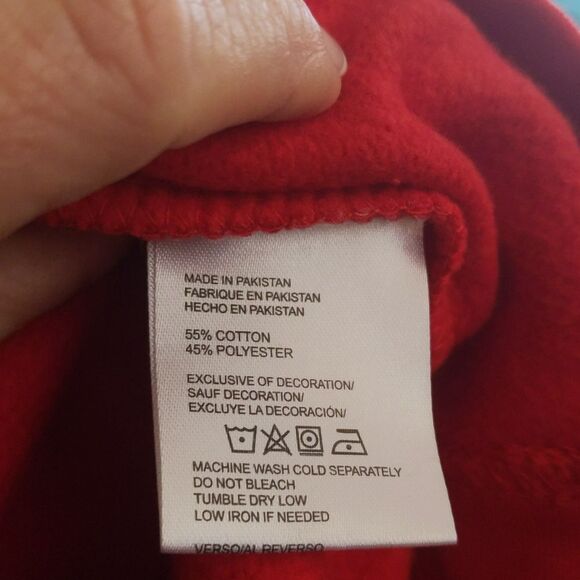 MADE IN PAKISTAN
FABRIQUE EN PAKISTAN
HECHO EN PAKISTAN
55% COTTON
45% POLYESTER
EXCLUSIVE OF DECORATION/
SAUF DECORATION/
EXCLUYE LA DECORACIÓN/
MACHINE WASH COLD SEPARATELY
DO NOT BLEACH
TUMBLE DRY LOW
LOW IRON IF NEEDED
VERSO/AL REVERSO